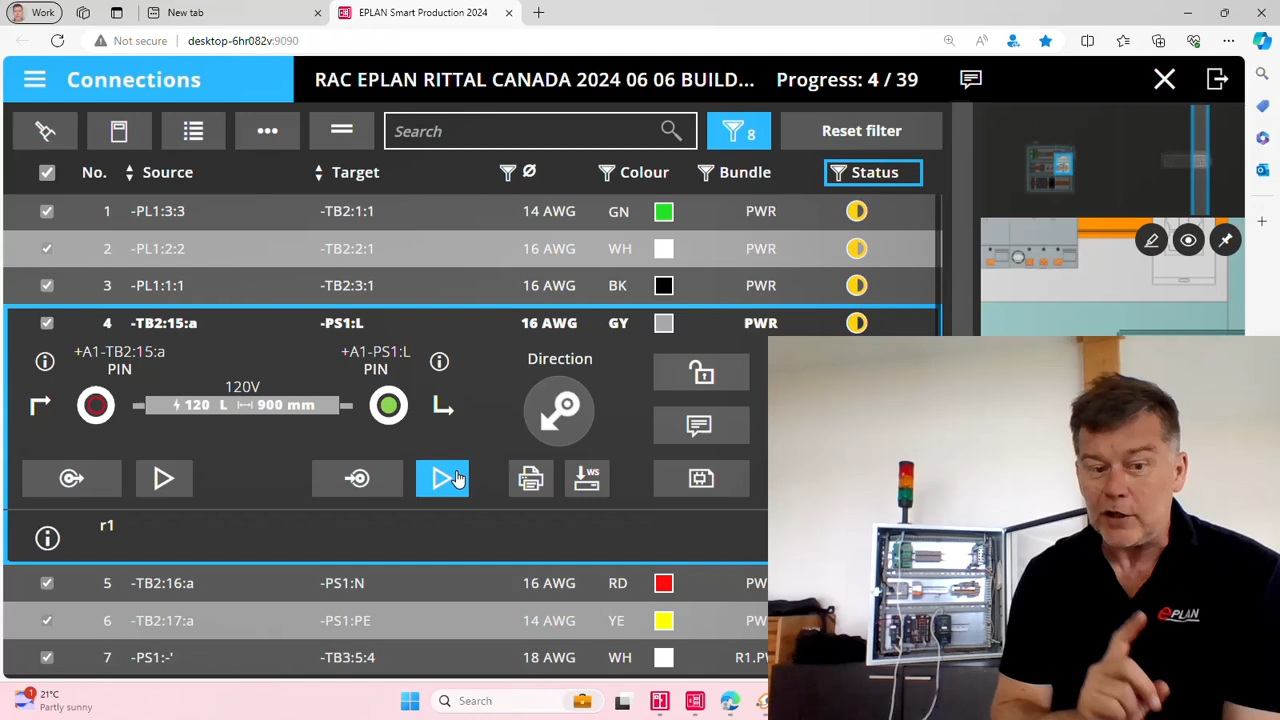 Work
New tab
EPLAN Smart Production 2024
Not secure
desktop-6hr082v:9090
Connections
RAC EPLAN RITTAL CANADA 2024 06 06 BUILD...
Progress: 4 / 39
Search
8
Reset filter
No. Source Target Ø Colour Bundle Status
1 -PL1:3:3 -TB2:1:1 14 AWG GN PWR
2 -PL1:2:2 -TB2:2:1 16 AWG WH PWR
3 -PL1:1:1 -TB2:3:1 16 AWG BK PWR
4 -TB2:15:a -PS1:L 16 AWG GY PWR
+A1-TB2:15:a +A1-PS1:L Direction
PIN PIN
120V
120 L 900 mm
WS
r1
5 -TB2:16:a -PS1:N 16 AWG RD PW
6 -TB2:17:a -PS1:PE 14 AWG YE PW
7 -PS1:-' -TB3:5:4 18 AWG WH R1.P
ePLAN
1
21°C
Partly sunny
Search